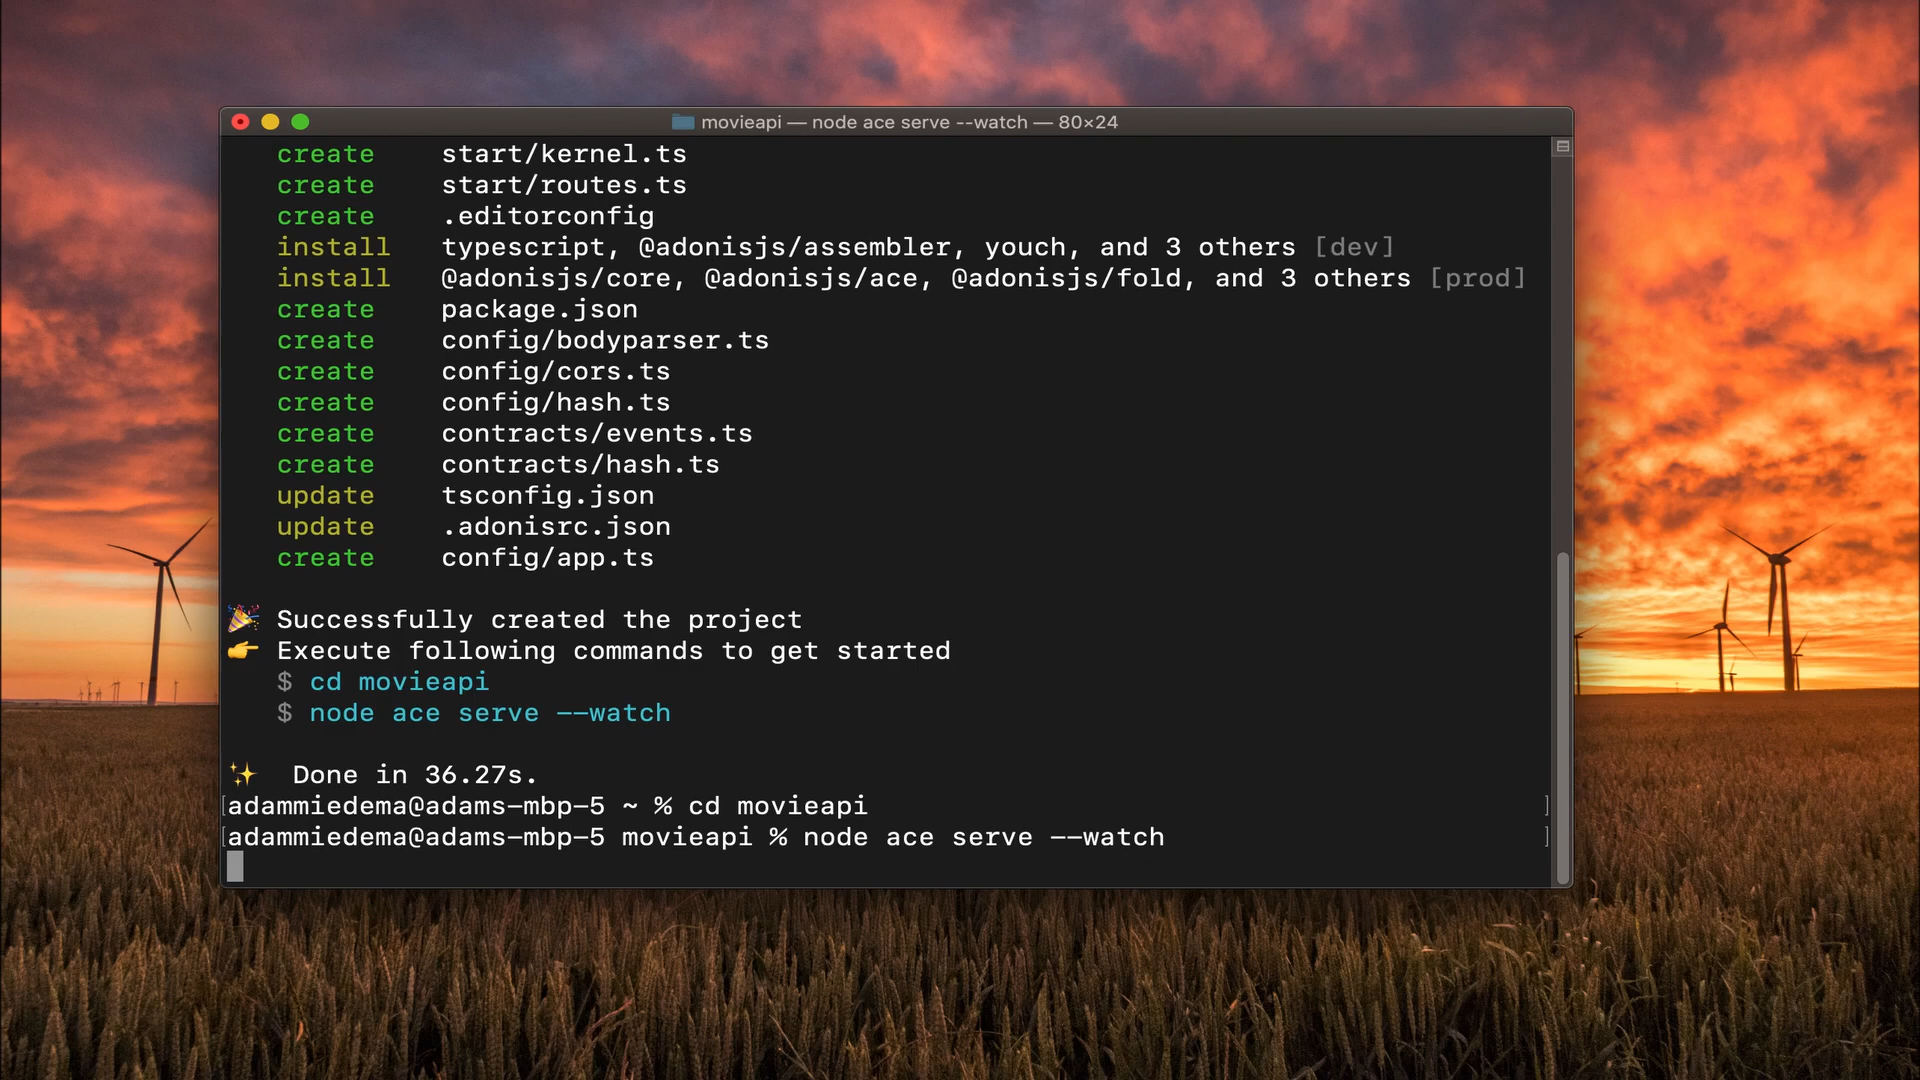 movieapi — node ace serve --watch — 80×24
create start/kernel.ts
create start/routes.ts
create .editorconfig
install typescript, @adonisjs/assembler, youch, and 3 others [dev]
install @adonisjs/core, @adonisjs/ace, @adonisjs/fold, and 3 others [prod]
create package.json
create config/bodyparser.ts
create config/cors.ts
create config/hash.ts
create contracts/events.ts
create contracts/hash.ts
update tsconfig.json
update .adonisrc.json
create config/app.ts
🎉 Successfully created the project
👉 Execute following commands to get started
$ cd movieapi
$ node ace serve --watch
✨ Done in 36.27s.
[adammiedema@adams-mbp-5 ~ % cd movieapi ]
[adammiedema@adams-mbp-5 movieapi % node ace serve --watch ]